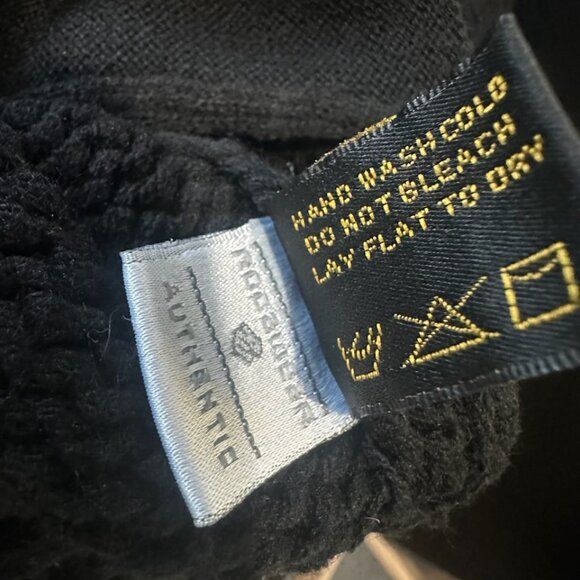 HAND WASH COLD
DO NOT BLEACH
LAY FLAT TO DRY
AUTHENTIC